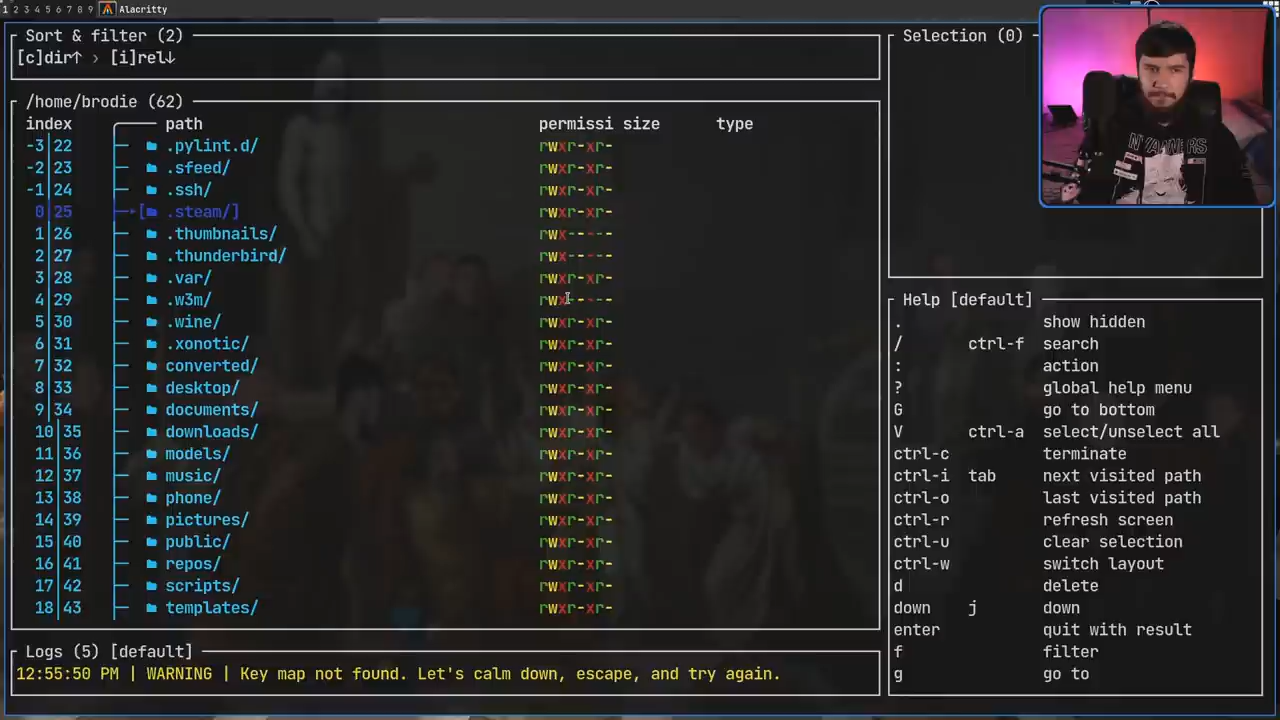 1 2 3 4 5 6 7 8 9 Alacritty
Sort & filter (2)
[c]dir↑ › [i]rel↓
/home/brodie (62)
index path permissi size type
-3│22 ├─ .pylint.d/ rwxr-xr-
-2│23 ├─ .sfeed/ rwxr-xr-
-1│24 ├─ .ssh/ rwxr-xr-
0│25 ├─▸[ .steam/] rwxr-xr-
1│26 ├─ .thumbnails/ rwx-----
2│27 ├─ .thunderbird/ rwx-----
3│28 ├─ .var/ rwxr-xr-
4│29 ├─ .w3m/ rwx-----
5│30 ├─ .wine/ rwxr-xr-
6│31 ├─ .xonotic/ rwxr-xr-
7│32 ├─ converted/ rwxr-xr-
8│33 ├─ desktop/ rwxr-xr-
9│34 ├─ documents/ rwxr-xr-
10│35 ├─ downloads/ rwxr-xr-
11│36 ├─ models/ rwxr-xr-
12│37 ├─ music/ rwxr-xr-
13│38 ├─ phone/ rwxr-xr-
14│39 ├─ pictures/ rwxr-xr-
15│40 ├─ public/ rwxr-xr-
16│41 ├─ repos/ rwxr-xr-
17│42 ├─ scripts/ rwxr-xr-
18│43 ├─ templates/ rwxr-xr-
Logs (5) [default]
12:55:50 PM | WARNING | Key map not found. Let's calm down, escape, and try again.
Selection (0)
Help [default]
. show hidden
/ ctrl-f search
: action
? global help menu
G go to bottom
V ctrl-a select/unselect all
ctrl-c terminate
ctrl-i tab next visited path
ctrl-o last visited path
ctrl-r refresh screen
ctrl-u clear selection
ctrl-w switch layout
d delete
down j down
enter quit with result
f filter
g go to